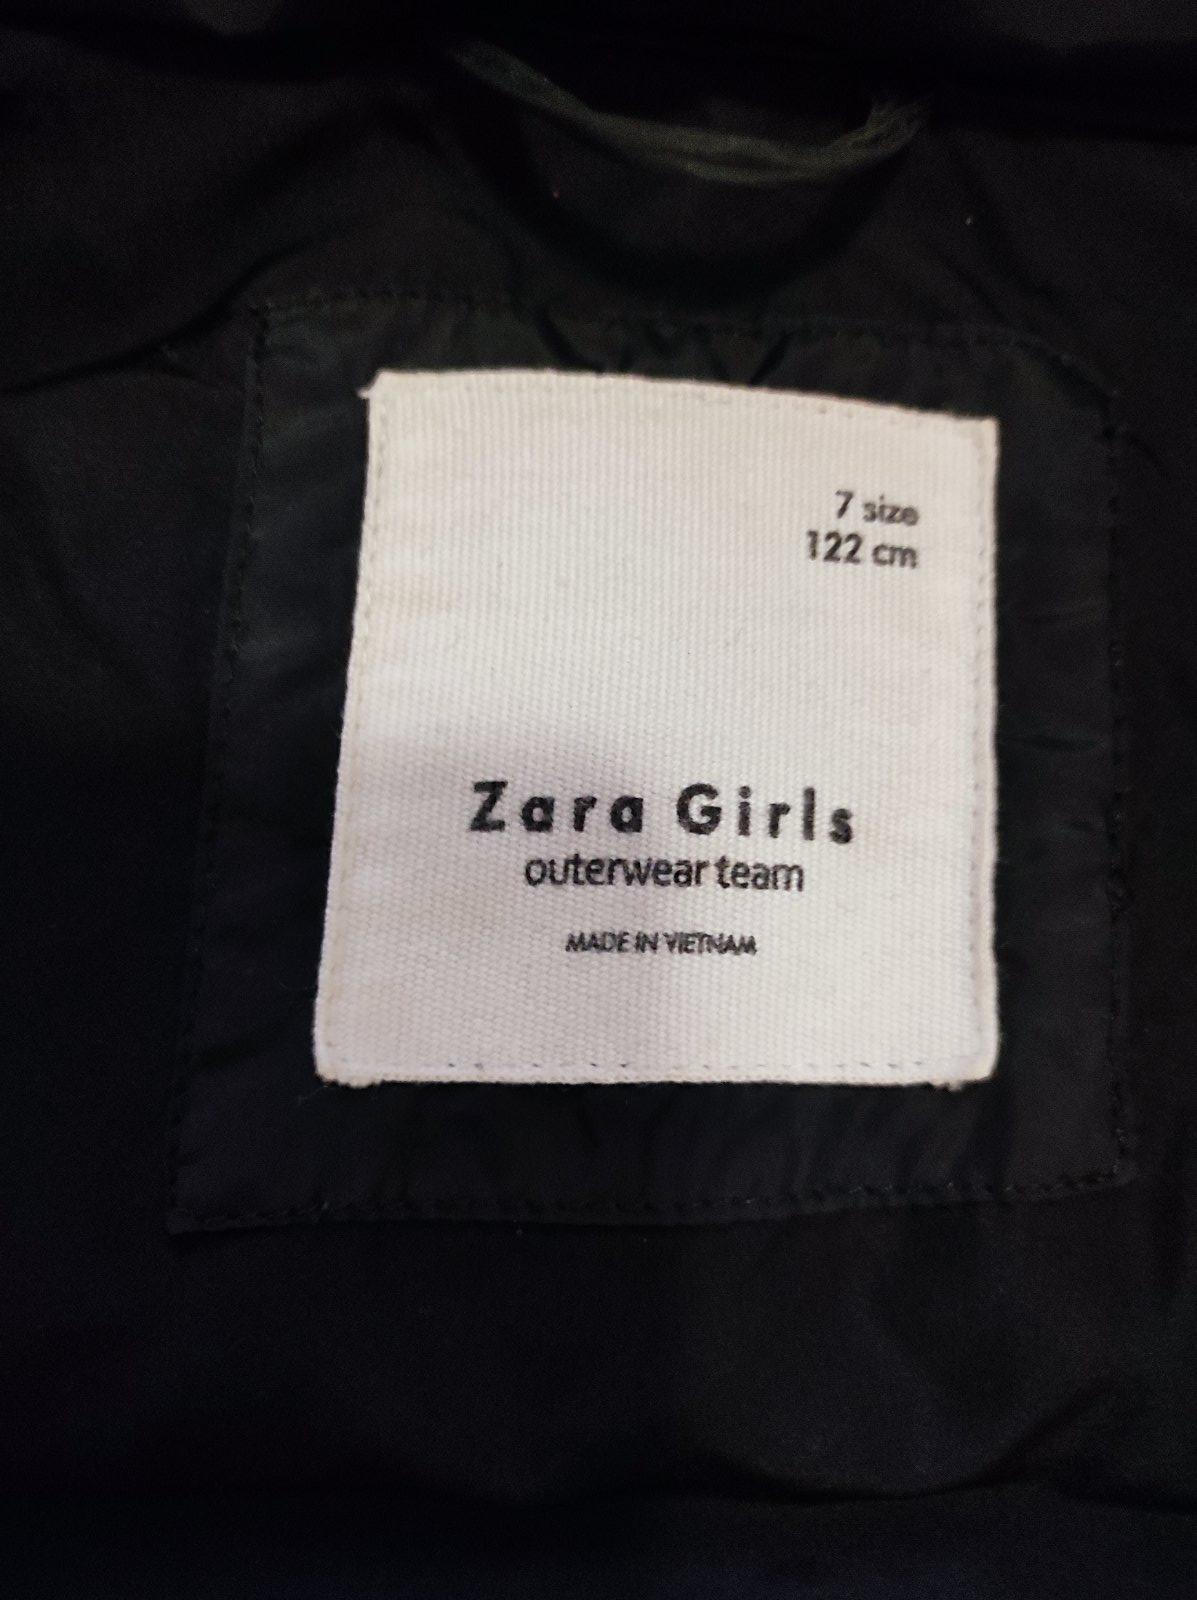 7 size
122 cm
Zara Girls
outerwear team
MADE IN VIETNAM